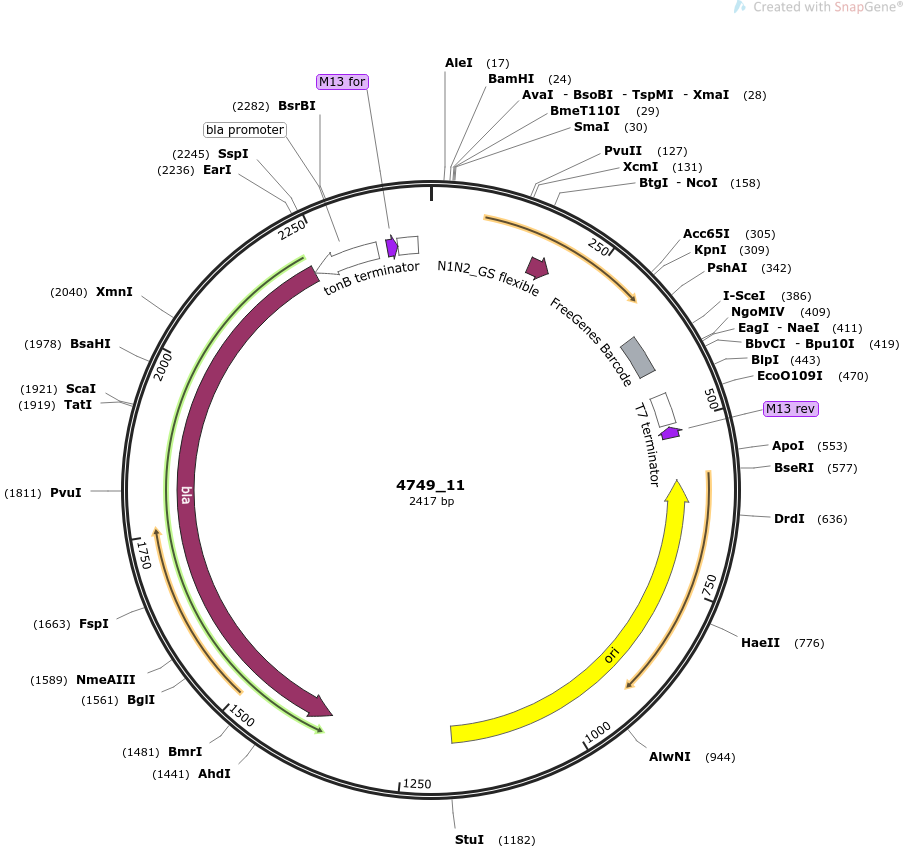 Created with SnapGene®
AleI (17)
BamHI (24)
AvaI - BsoBI - TspMI - XmaI (28)
BmeT110I (29)
SmaI (30)
PvuII (127)
XcmI (131)
BtgI - NcoI (158)
Acc65I (305)
KpnI (309)
PshAI (342)
I-SceI (386)
NgoMIV (409)
EagI - NaeI (411)
BbvCI - Bpu10I (419)
BlpI (443)
EcoO109I (470)
M13 rev
ApoI (553)
BseRI (577)
DrdI (636)
HaeII (776)
AlwNI (944)
StuI (1182)
(1441) AhdI
(1481) BmrI
(1561) BglI
(1589) NmeAIII
(1663) FspI
(1811) PvuI
(1919) TatI
(1921) ScaI
(1978) BsaHI
(2040) XmnI
(2236) EarI
(2245) SspI
bla promoter
(2282) BsrBI
M13 for
250
500
750
1000
1250
1500
1750
2000
2250
tonB terminator
N1N2_GS flexible
FreeGenes Barcode
T7 terminator
ori
bla
4749_11
2417 bp